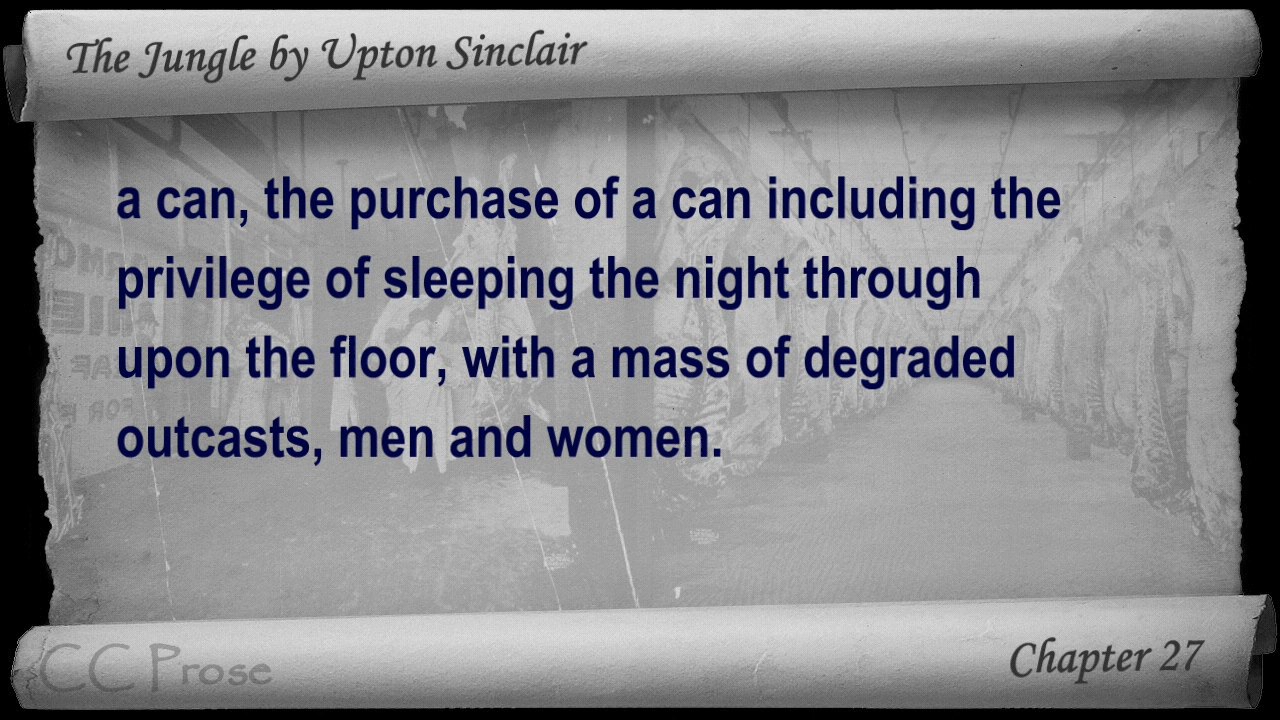 The Jungle by Upton Sinclair
a can, the purchase of a can including the
privilege of sleeping the night through
upon the floor, with a mass of degraded
outcasts, men and women.
CC Prose
Chapter 27